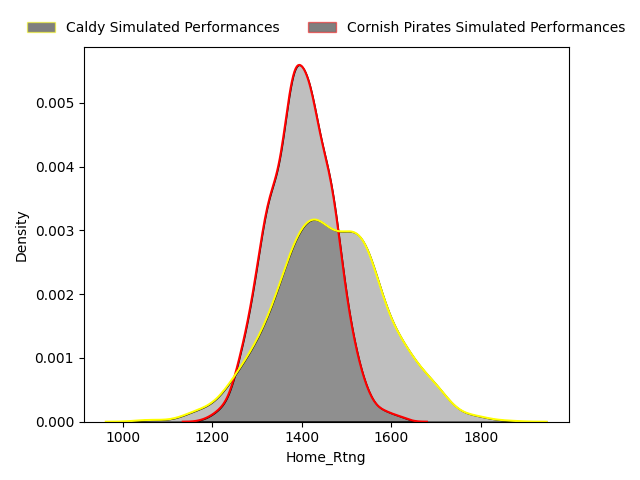 Caldy Simulated Performances Cornish Pirates Simulated Performances
0.005
0.004
0.003
0.002
0.001
0.000
Density
1000 1200 1400 1600 1800
Home_Rtng